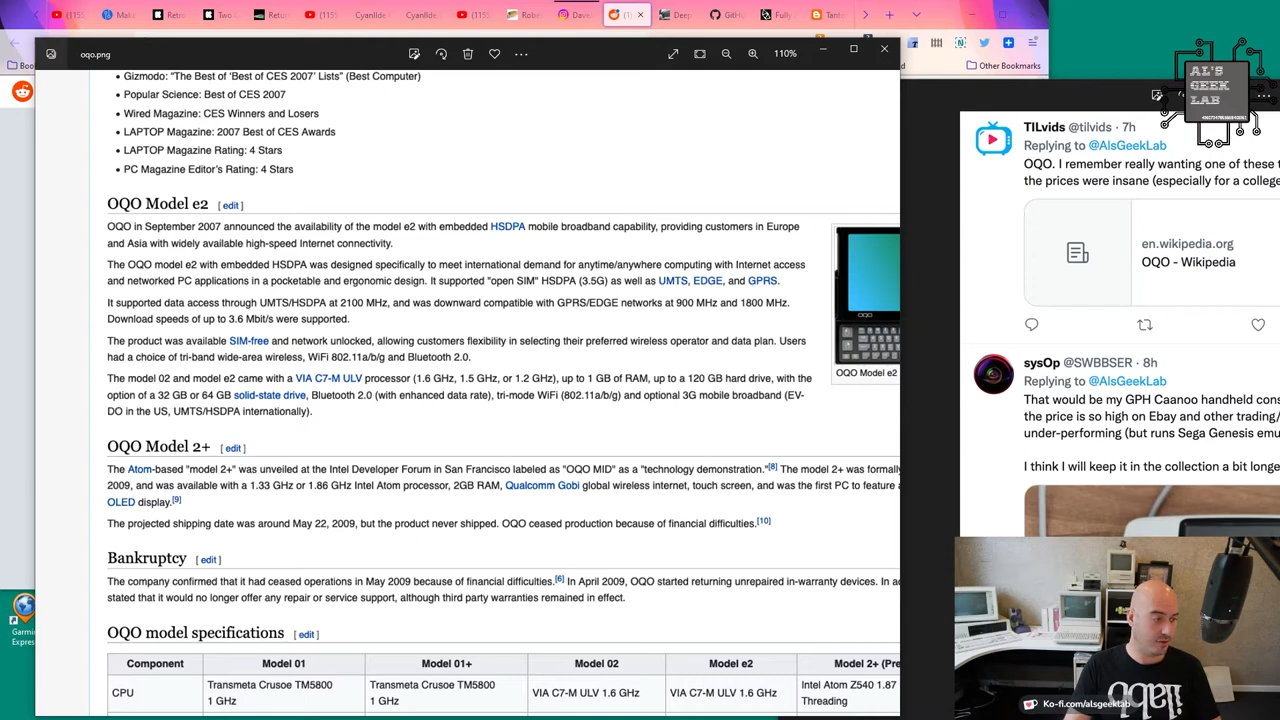 (1155
Make
Retro
Two
Return
(1155
CyanIide
CyanIide
(1155
Rob
Dave/
(1)
Deep
GitH
Fully
Tanto
oqo.png
110%
Other Bookmarks
Gizmodo: "The Best of 'Best of CES 2007' Lists" (Best Computer)
Popular Science: Best of CES 2007
Wired Magazine: CES Winners and Losers
LAPTOP Magazine: 2007 Best of CES Awards
LAPTOP Magazine Rating: 4 Stars
PC Magazine Editor's Rating: 4 Stars
OQO Model e2 [ edit ]
OQO in September 2007 announced the availability of the model e2 with embedded HSDPA mobile broadband capability, providing customers in Europe
and Asia with widely available high-speed Internet connectivity.
The OQO model e2 with embedded HSDPA was designed specifically to meet international demand for anytime/anywhere computing with Internet access
and networked PC applications in a pocketable and ergonomic design. It supported "open SIM" HSDPA (3.5G) as well as UMTS, EDGE, and GPRS.
It supported data access through UMTS/HSDPA at 2100 MHz, and was downward compatible with GPRS/EDGE networks at 900 MHz and 1800 MHz.
Download speeds of up to 3.6 Mbit/s were supported.
The product was available SIM-free and network unlocked, allowing customers flexibility in selecting their preferred wireless operator and data plan. Users
had a choice of tri-band wide-area wireless, WiFi 802.11a/b/g and Bluetooth 2.0.
The model 02 and model e2 came with a VIA C7-M ULV processor (1.6 GHz, 1.5 GHz, or 1.2 GHz), up to 1 GB of RAM, up to a 120 GB hard drive, with the
option of a 32 GB or 64 GB solid-state drive, Bluetooth 2.0 (with enhanced data rate), tri-mode WiFi (802.11a/b/g) and optional 3G mobile broadband (EV-
DO in the US, UMTS/HSDPA internationally).
OQO
OQO Model e2
OQO Model 2+ [ edit ]
The Atom-based "model 2+" was unveiled at the Intel Developer Forum in San Francisco labeled as "OQO MID" as a "technology demonstration."[8] The model 2+ was formally
2009, and was available with a 1.33 GHz or 1.86 GHz Intel Atom processor, 2GB RAM, Qualcomm Gobi global wireless internet, touch screen, and was the first PC to feature a
OLED display.[9]
The projected shipping date was around May 22, 2009, but the product never shipped. OQO ceased production because of financial difficulties.[10]
Bankruptcy [ edit ]
The company confirmed that it had ceased operations in May 2009 because of financial difficulties.[6] In April 2009, OQO started returning unrepaired in-warranty devices. In ad
stated that it would no longer offer any repair or service support, although third party warranties remained in effect.
OQO model specifications [ edit ]
Component Model 01 Model 01+ Model 02 Model e2 Model 2+ (Pre
CPU
Transmeta Crusoe TM5800
1 GHz
Transmeta Crusoe TM5800
1 GHz
VIA C7-M ULV 1.6 GHz
VIA C7-M ULV 1.6 GHz
Intel Atom Z540 1.87
Threading
Garmin
Express
AL'S
GEEK
LAB
TILvids @tilvids · 7h
Replying to @AlsGeekLab
OQO. I remember really wanting one of these t
the prices were insane (especially for a college
en.wikipedia.org
OQO - Wikipedia
sysOp @SWBBSER · 8h
Replying to @AlsGeekLab
That would be my GPH Caanoo handheld cons
the price is so high on Ebay and other trading/
under-performing (but runs Sega Genesis emu
I think I will keep it in the collection a bit longe
Ko-fi.com/alsgeeklab